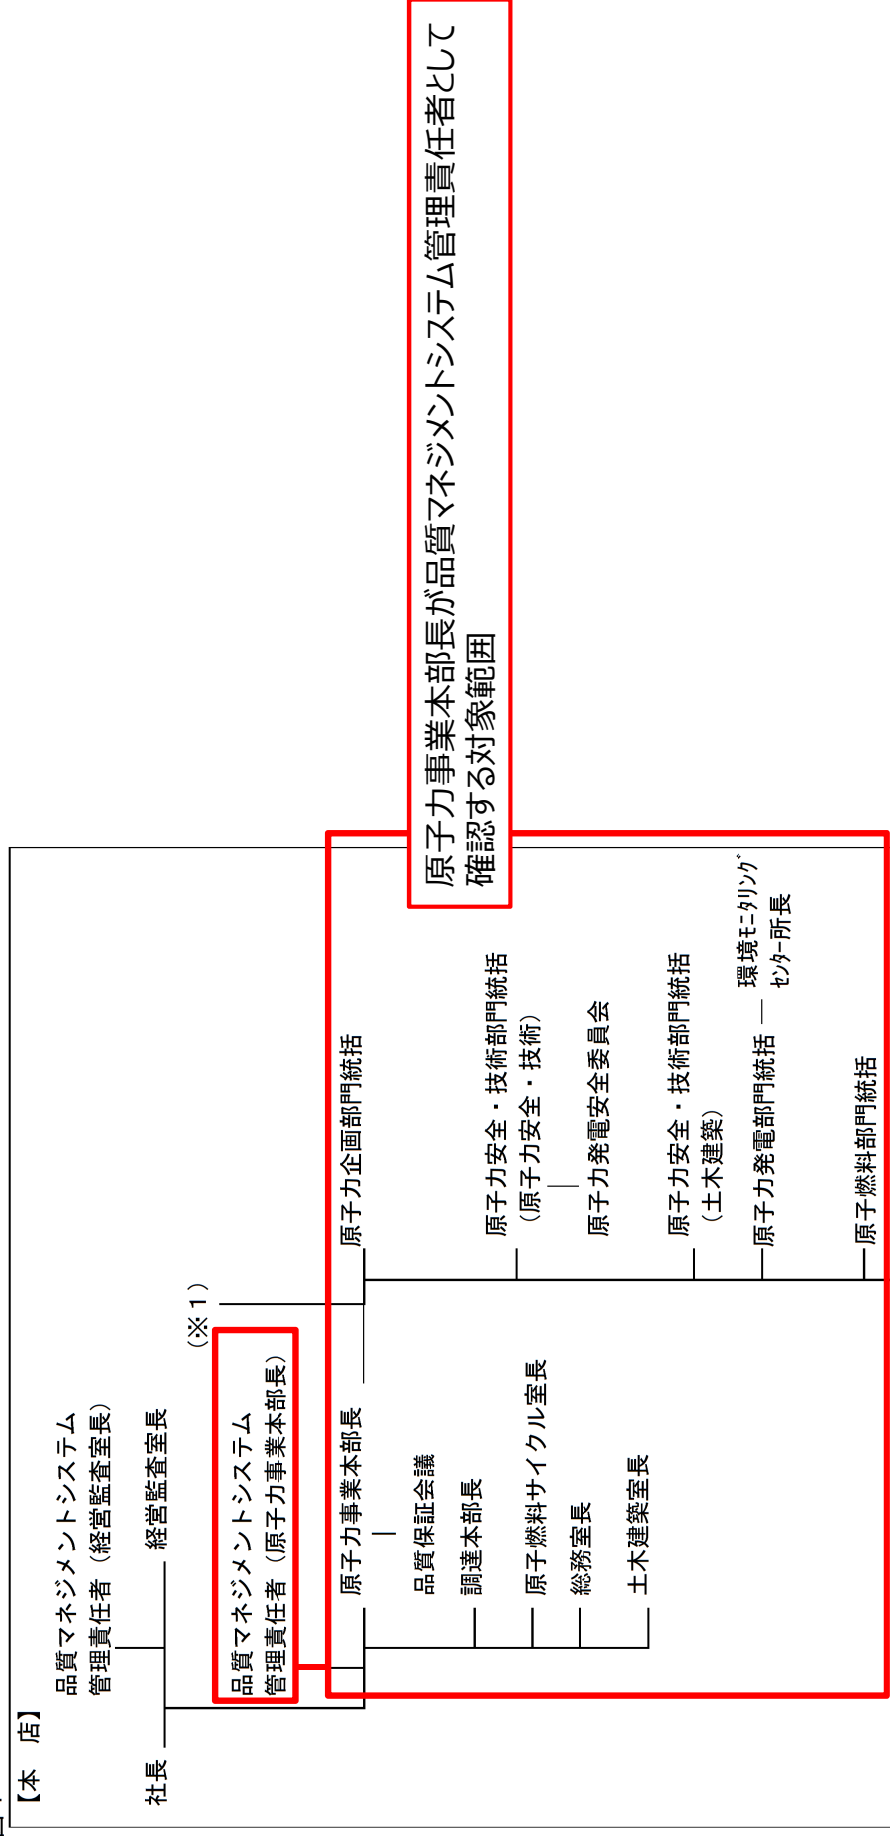 【本　店】
品質マネジメントシステム
管理責任者（経営監査室長）
社長
経営監査室長
（※１）
品質マネジメントシステム
管理責任者（原子力事業本部長）
原子力事業本部長
原子力企画部門統括
品質保証会議
調達本部長
原子燃料サイクル室長
総務室長
土木建築室長
原子力安全・技術部門統括
（原子力安全・技術）
原子力発電安全委員会
原子力安全・技術部門統括
（土木建築）
原子力発電部門統括
環境ﾓﾆﾀﾘﾝｸﾞ
ｾﾝﾀｰ所長
原子燃料部門統括
原子力事業本部長が品質マネジメントシステム管理責任者として
確認する対象範囲